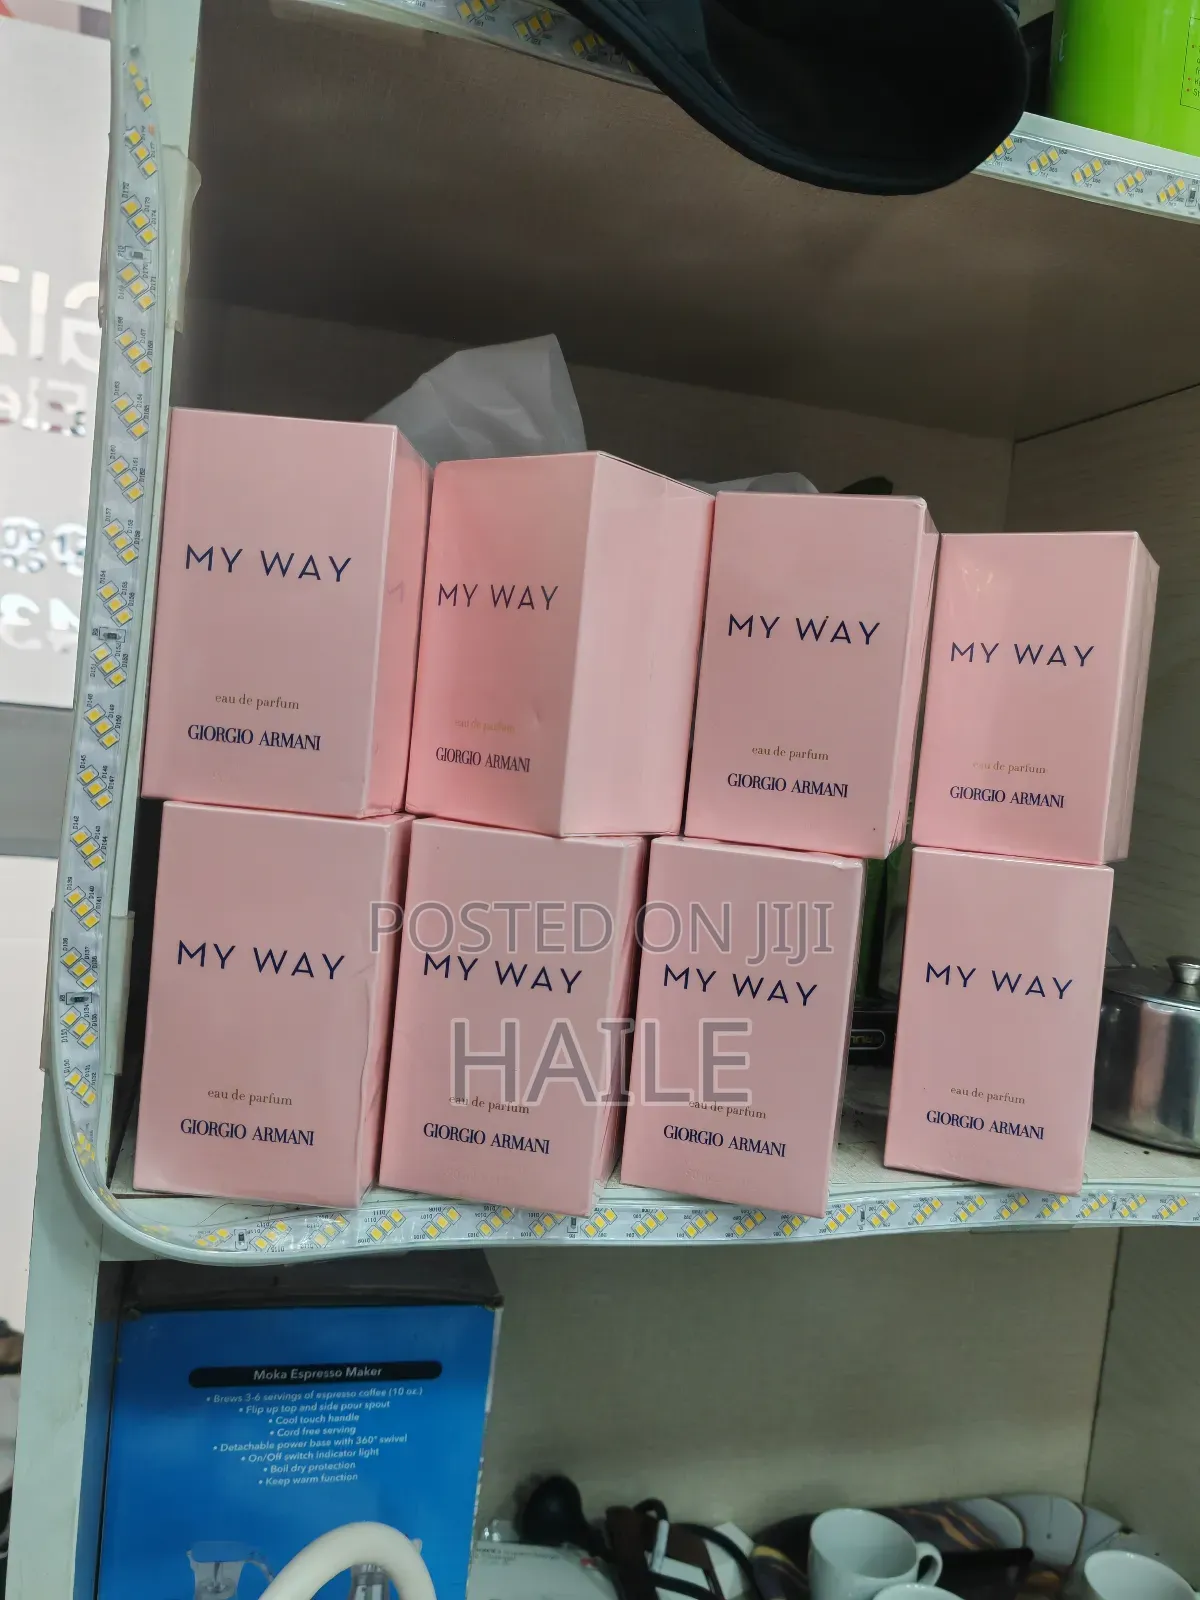 MY WAY
eau de parfum
GIORGIO ARMANI
MY WAY
eau de parfum
GIORGIO ARMANI
MY WAY
eau de parfum
GIORGIO ARMANI
MY WAY
eau de parfum
GIORGIO ARMANI
MY WAY
eau de parfum
GIORGIO ARMANI
MY WAY
eau de parfum
GIORGIO ARMANI
MY WAY
eau de parfum
GIORGIO ARMANI
MY WAY
eau de parfum
GIORGIO ARMANI
POSTED ON JIJI
HAILE
Moka Espresso Maker
• Brews 3-6 servings of espresso coffee (10 oz.)
• Flip up top and side pour spout
• Cool touch handle
• Cord free serving
• Detachable power base with 360° swivel
• On/Off switch indicator light
• Boil dry protection
• Keep warm function